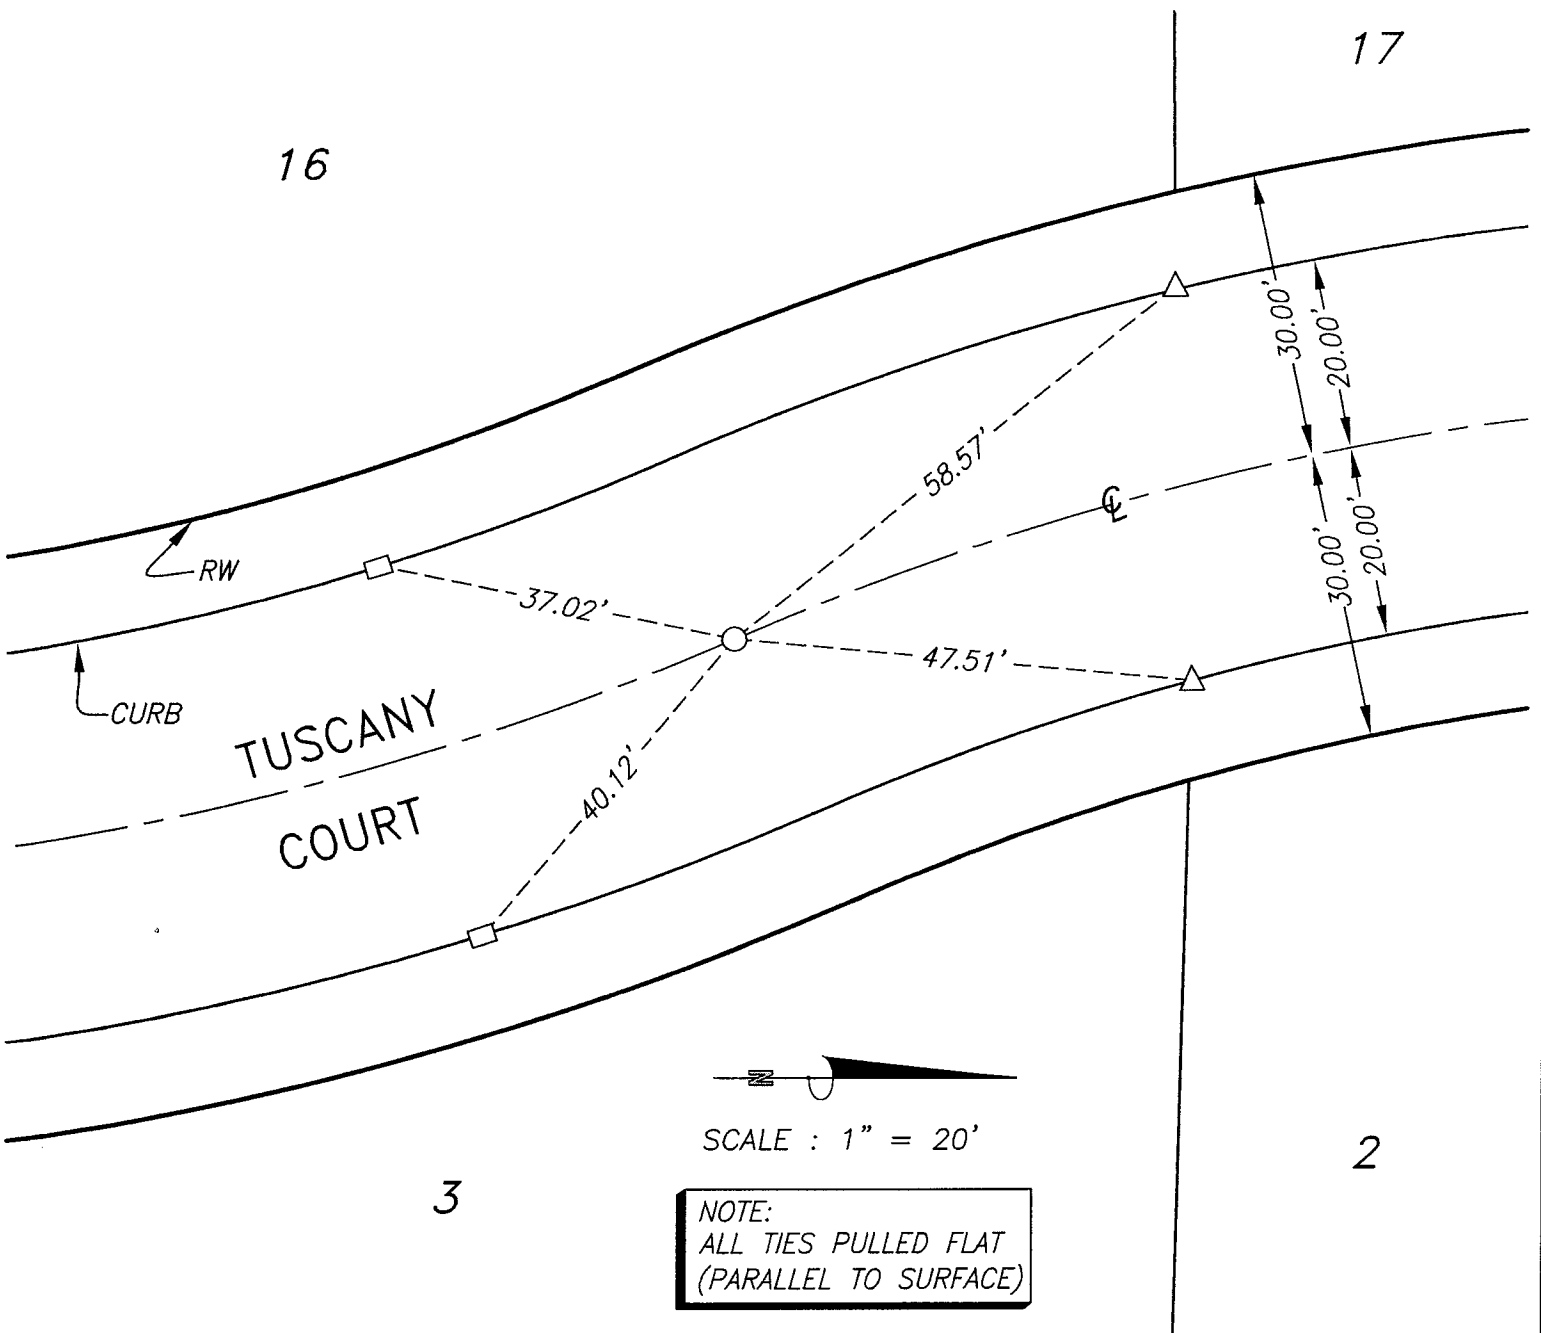 17
16
30.00'
20.00'
58.57'
℄
RW
37.02'
30.00'
20.00'
47.51'
CURB
TUSCANY
COURT
40.12'
N
SCALE : 1" = 20'
3
2
NOTE:
ALL TIES PULLED FLAT
(PARALLEL TO SURFACE)